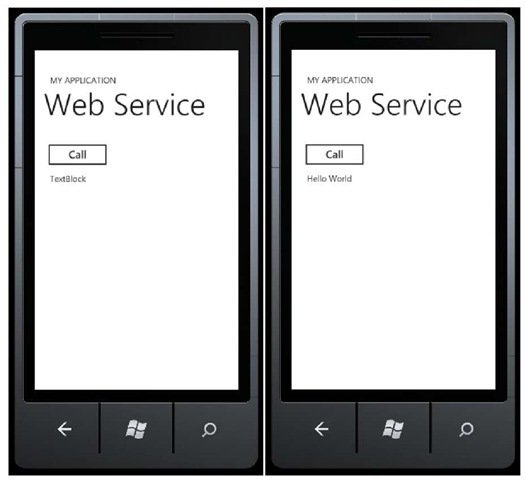 MY APPLICATION
Web Service
Call
TextBlock
MY APPLICATION
Web Service
Call
Hello World